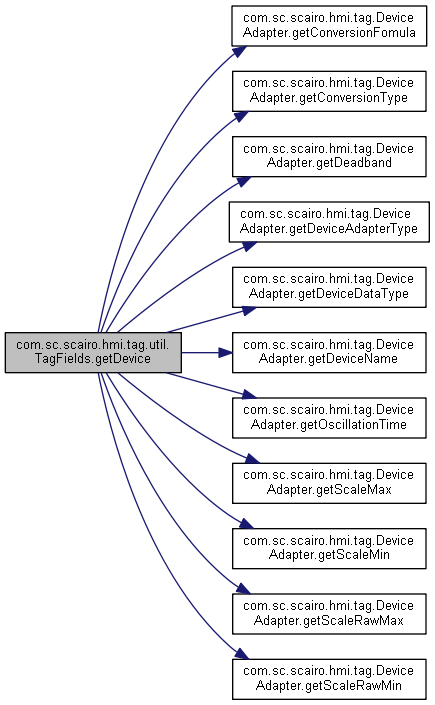 com.sc.scairo.hmi.tag.Device
Adapter.getConversionFomula
com.sc.scairo.hmi.tag.Device
Adapter.getConversionType
com.sc.scairo.hmi.tag.Device
Adapter.getDeadband
com.sc.scairo.hmi.tag.Device
Adapter.getDeviceAdapterType
com.sc.scairo.hmi.tag.Device
Adapter.getDeviceDataType
com.sc.scairo.hmi.tag.util.
TagFields.getDevice
com.sc.scairo.hmi.tag.Device
Adapter.getDeviceName
com.sc.scairo.hmi.tag.Device
Adapter.getOscillationTime
com.sc.scairo.hmi.tag.Device
Adapter.getScaleMax
com.sc.scairo.hmi.tag.Device
Adapter.getScaleMin
com.sc.scairo.hmi.tag.Device
Adapter.getScaleRawMax
com.sc.scairo.hmi.tag.Device
Adapter.getScaleRawMin